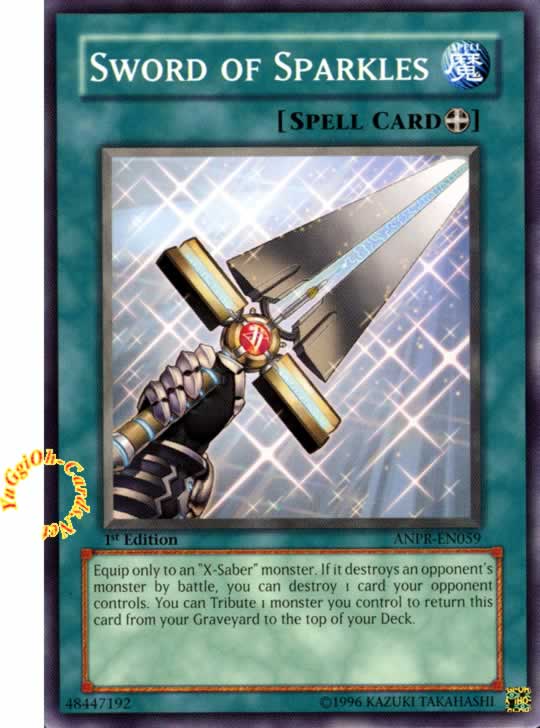 SWORD OF SPARKLES 魔
[SPELL CARD]
YuGgiOh-Cards.Net
1st Edition ANPR-EN059
Equip only to an "X-Saber" monster. If it destroys an opponent's
monster by battle, you can destroy 1 card your opponent
controls. You can Tribute 1 monster you control to return this
card from your Graveyard to the top of your Deck.
48447192 ©1996 KAZUKI TAKAHASHI